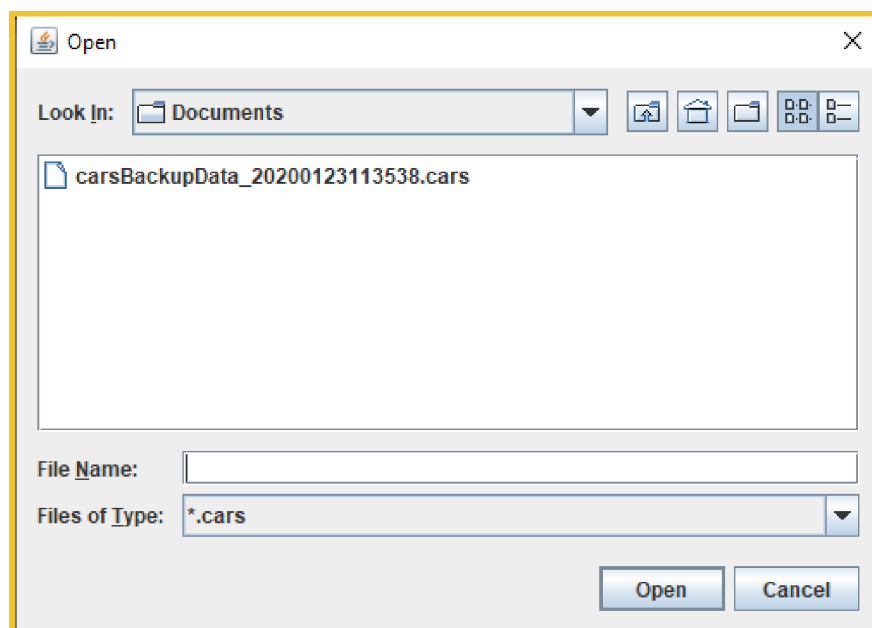 Open
Look In: Documents
carsBackupData_20200123113538.cars
File Name:
Files of Type: *.cars
Open Cancel